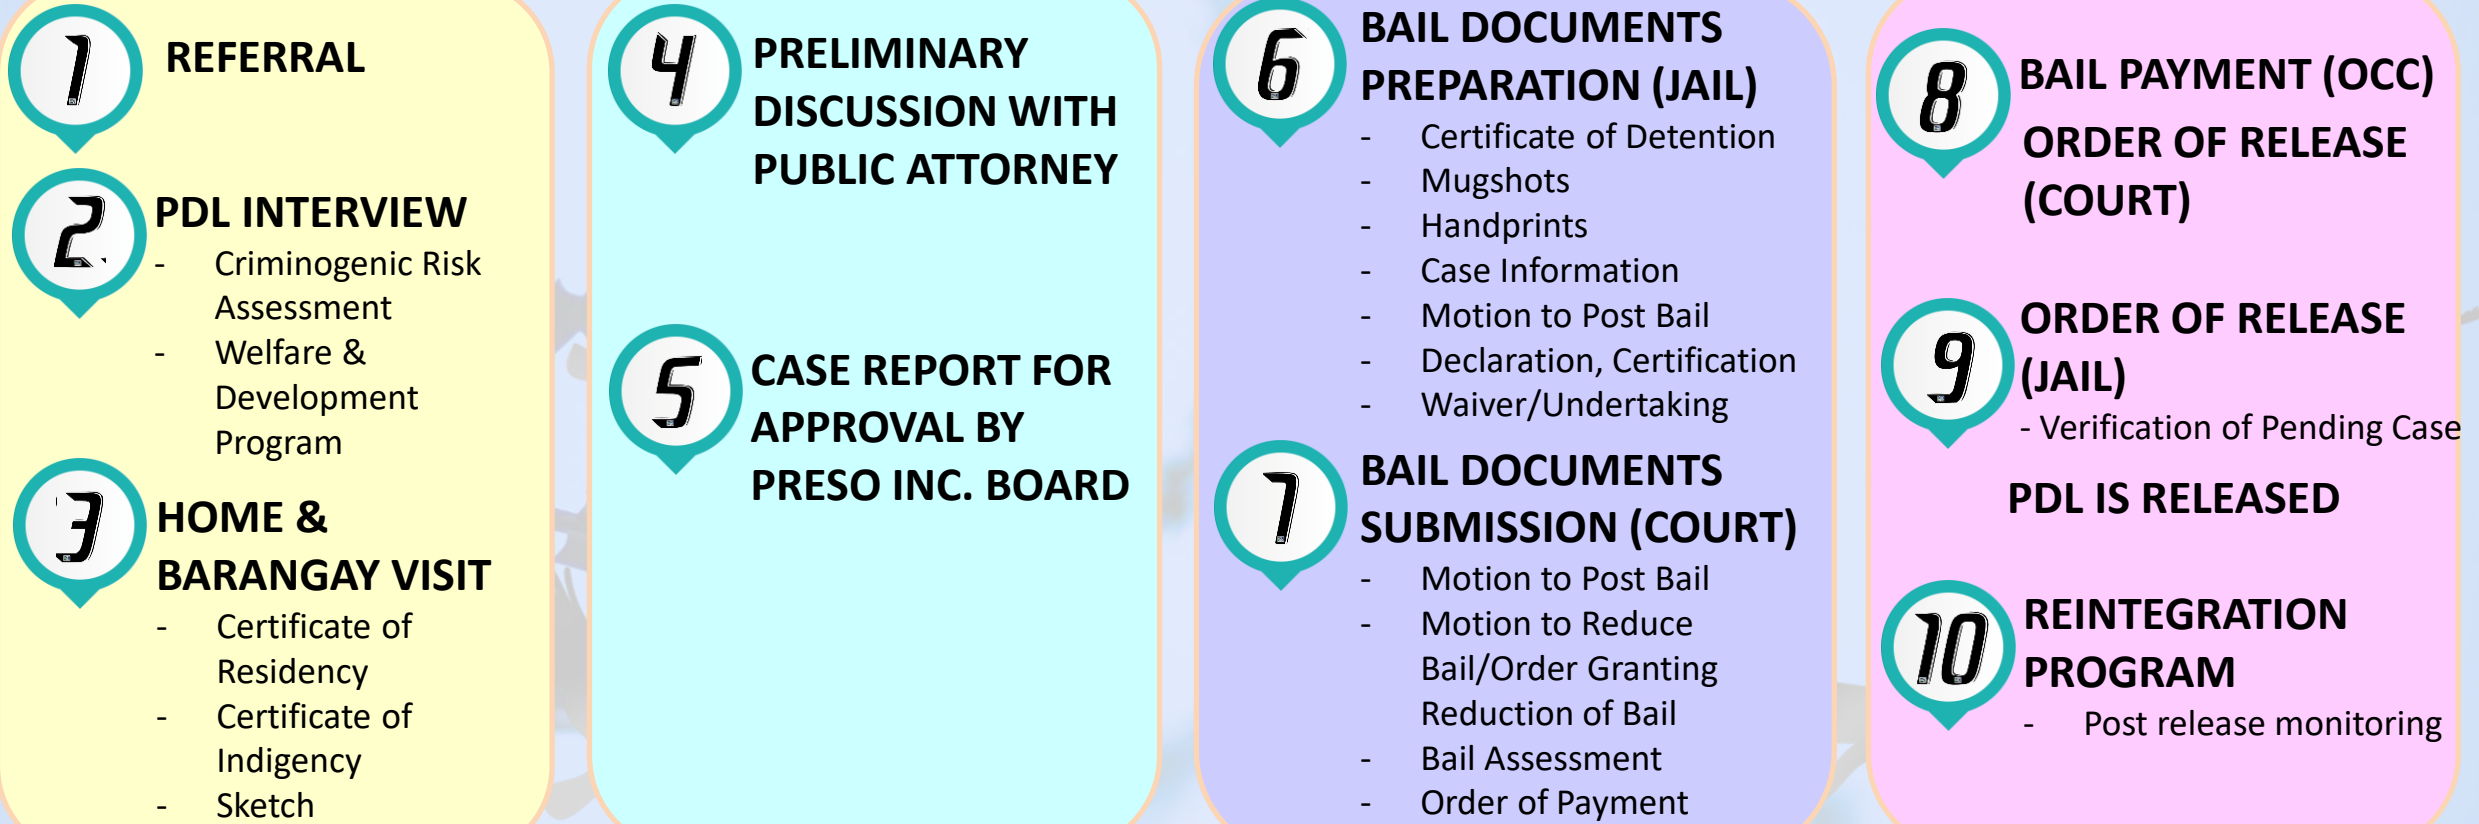 1
REFERRAL
2
PDL INTERVIEW
- Criminogenic Risk
Assessment
- Welfare &
Development
Program
3
HOME &
BARANGAY VISIT
- Certificate of
Residency
- Certificate of
Indigency
- Sketch
4
PRELIMINARY
DISCUSSION WITH
PUBLIC ATTORNEY
5
CASE REPORT FOR
APPROVAL BY
PRESO INC. BOARD
6
BAIL DOCUMENTS
PREPARATION (JAIL)
- Certificate of Detention
- Mugshots
- Handprints
- Case Information
- Motion to Post Bail
- Declaration, Certification
- Waiver/Undertaking
7
BAIL DOCUMENTS
SUBMISSION (COURT)
- Motion to Post Bail
- Motion to Reduce
Bail/Order Granting
Reduction of Bail
- Bail Assessment
- Order of Payment
8
BAIL PAYMENT (OCC)
ORDER OF RELEASE
(COURT)
9
ORDER OF RELEASE
(JAIL)
- Verification of Pending Case
PDL IS RELEASED
10
REINTEGRATION
PROGRAM
- Post release monitoring